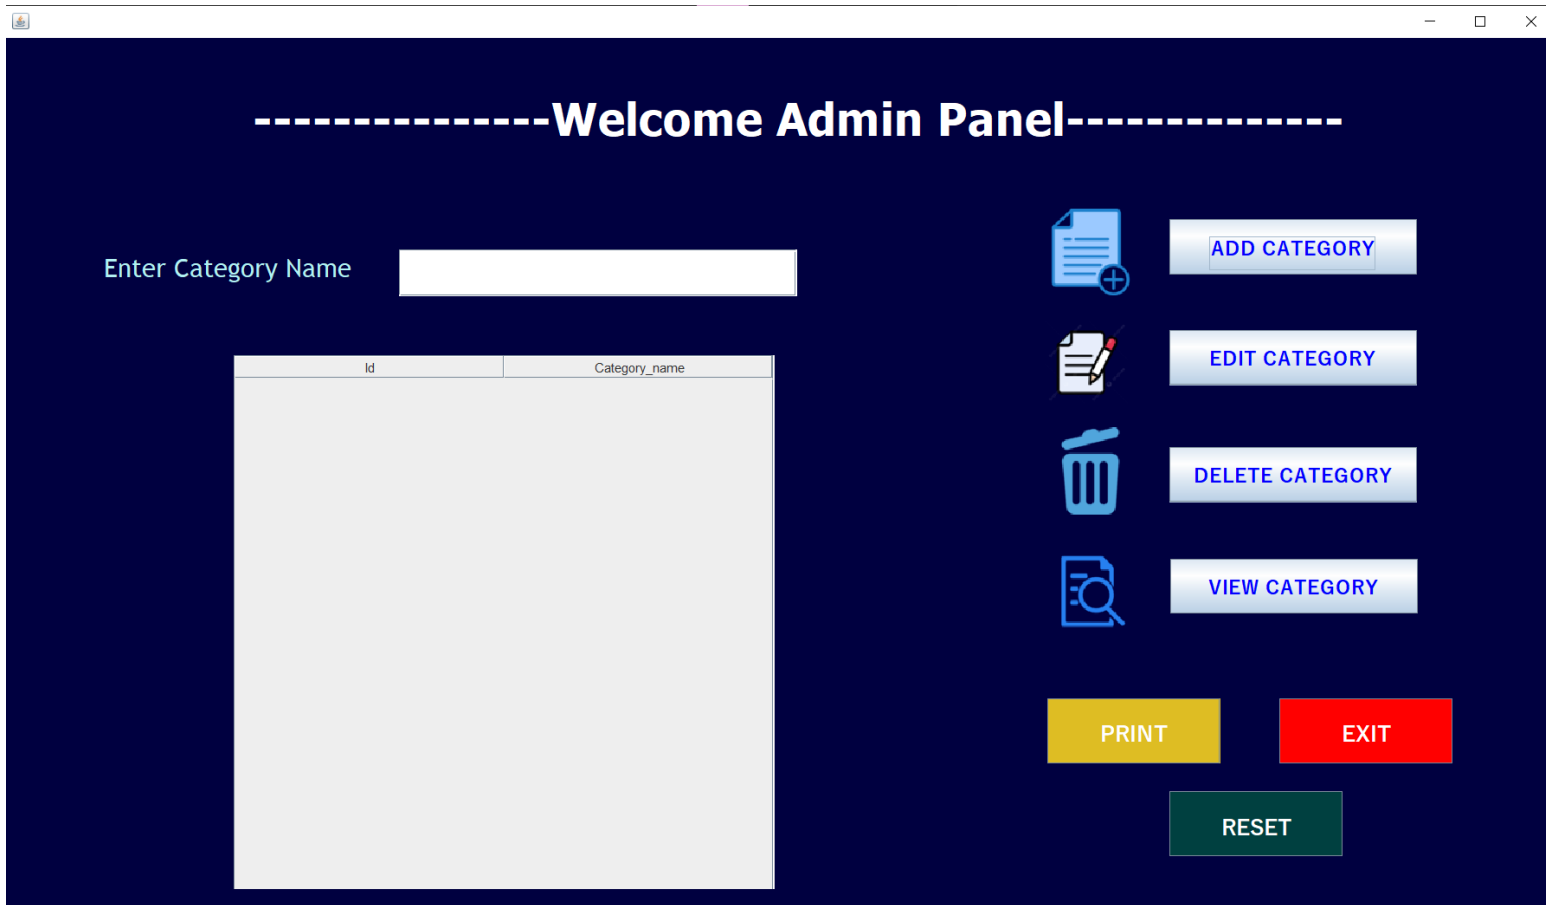 ---------------Welcome Admin Panel--------------
Enter Category Name
ADD CATEGORY
EDIT CATEGORY
Id Category_name
DELETE CATEGORY
VIEW CATEGORY
PRINT EXIT
RESET